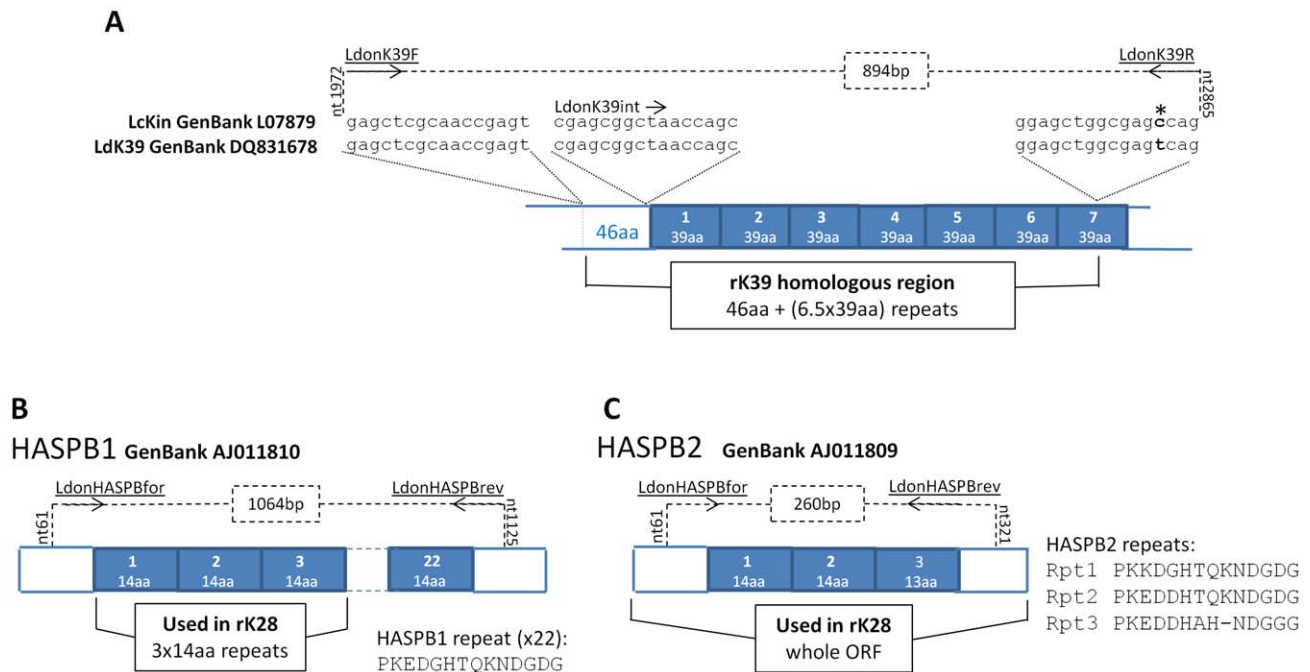 A
LdonK39F
894bp
LdonK39R
nt 1972
nt2865
LdonK39int
*
LcKin GenBank L07879 gagctcgcaaccgagt cgagcggctaaccagc ggagctggcgagccag
LdK39 GenBank DQ831678 gagctcgcaaccgagt cgagcggctaaccagc ggagctggcgagtcag
46aa
1 2 3 4 5 6 7
39aa 39aa 39aa 39aa 39aa 39aa 39aa
rK39 homologous region
46aa + (6.5x39aa) repeats
B
HASPB1 GenBank AJ011810
LdonHASPBfor
1064bp
LdonHASPBrev
nt61
nt1125
1 2 3 22
14aa 14aa 14aa 14aa
Used in rK28
3x14aa repeats
HASPB1 repeat (x22):
PKEDGHTQKNDGDG
C
HASPB2 GenBank AJ011809
LdonHASPBfor
260bp
LdonHASPBrev
nt61
nt321
1 2 3
14aa 14aa 13aa
Used in rK28
whole ORF
HASPB2 repeats:
Rpt1 PKKDGHTQKNDGDG
Rpt2 PKEDDHTQKNDGDG
Rpt3 PKEDDHAH-NDGGG